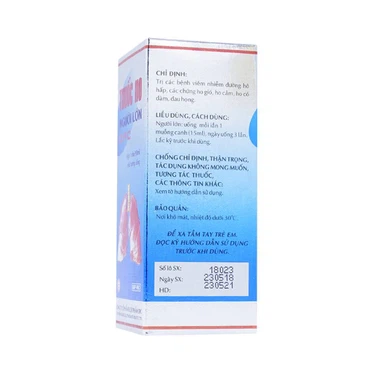 THUỐC HO
NGƯỜI LỚN
CHỈ ĐỊNH:
Trị các bệnh viêm nhiễm đường hô
hấp, các chứng ho gió, ho cảm, ho có
đàm, đau họng.
LIỀU DÙNG, CÁCH DÙNG:
Người lớn: uống mỗi lần 1
muỗng canh (15ml), ngày uống 3 lần.
Lắc kỹ trước khi dùng.
CHỐNG CHỈ ĐỊNH, THẬN TRỌNG,
TÁC DỤNG KHÔNG MONG MUỐN,
TƯƠNG TÁC THUỐC,
CÁC THÔNG TIN KHÁC:
Xem tờ hướng dẫn sử dụng
BẢO QUẢN:
Nơi khô mát, nhiệt độ dưới 30°C.
ĐỂ XA TẦM TAY TRẺ EM.
ĐỌC KỸ HƯỚNG DẪN SỬ DỤNG
TRƯỚC KHI DÙNG.
Số lô SX: 18023
Ngày SX: 230518
HD: 230521